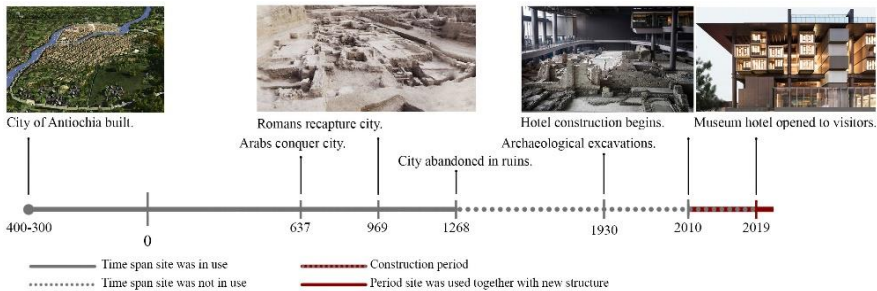 City of Antiochia built.
Romans recapture city.
Hotel construction begins.
Museum hotel opened to visitors.
Arabs conquer city.
Archaeological excavations.
City abandoned in ruins.
400-300
0
637
969
1268
1930
2010
2019
Time span site was in use
Construction period
Time span site was not in use
Period site was used together with new structure